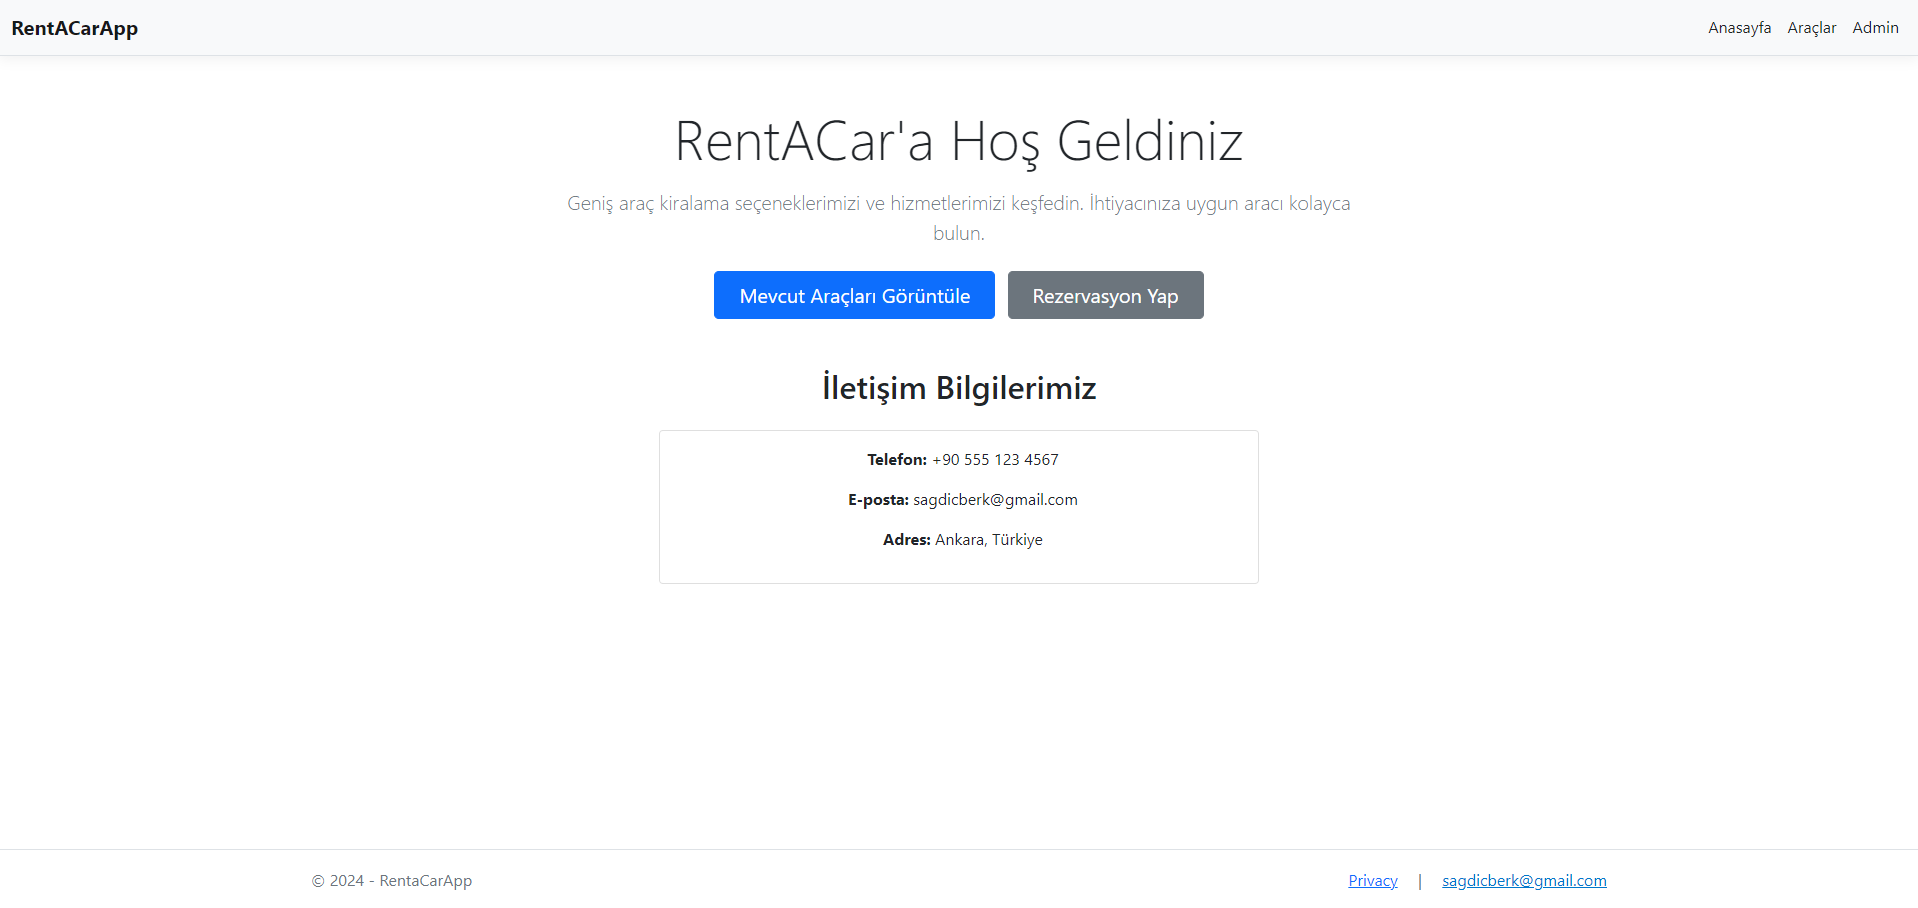 RentACarApp
Anasayfa Araçlar Admin
RentACar'a Hoş Geldiniz
Geniş araç kiralama seçeneklerimizi ve hizmetlerimizi keşfedin. İhtiyacınıza uygun aracı kolayca
bulun.
Mevcut Araçları Görüntüle Rezervasyon Yap
İletişim Bilgilerimiz
Telefon: +90 555 123 4567
E-posta: sagdicberk@gmail.com
Adres: Ankara, Türkiye
© 2024 - RentaCarApp
Privacy | sagdicberk@gmail.com